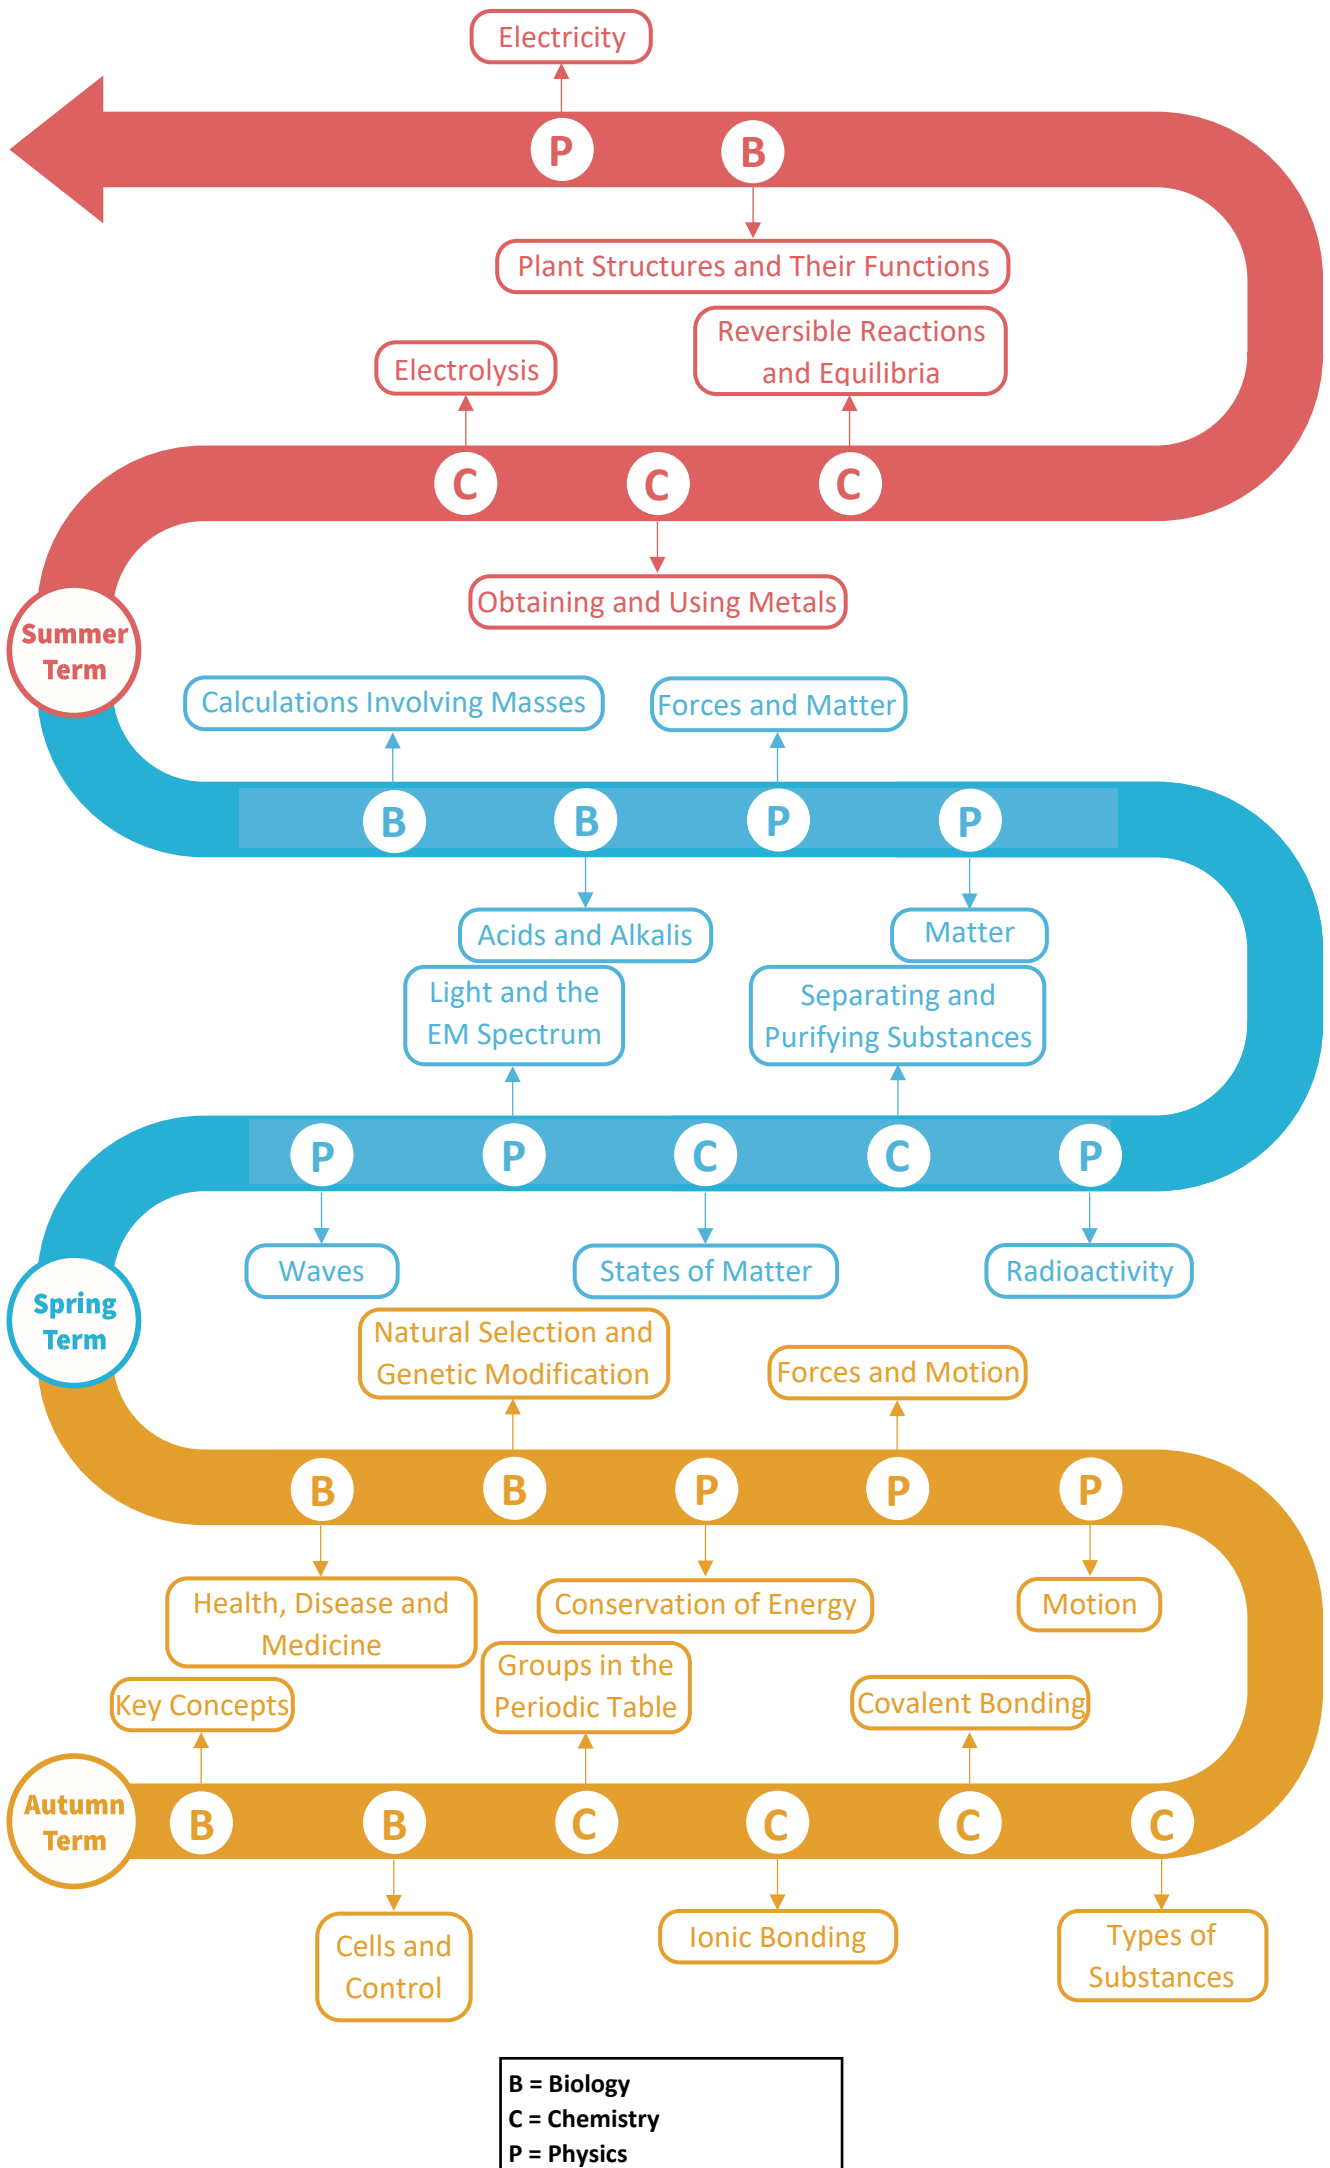 Electricity
P
B
Plant Structures and Their Functions
Reversible Reactions
and Equilibria
Electrolysis
C
C
C
Obtaining and Using Metals
Summer
Term
Calculations Involving Masses
Forces and Matter
B
B
P
P
Acids and Alkalis
Matter
Light and the
EM Spectrum
Separating and
Purifying Substances
P
P
C
C
P
Waves
States of Matter
Radioactivity
Spring
Term
Natural Selection and
Genetic Modification
Forces and Motion
B
B
P
P
P
Health, Disease and
Medicine
Conservation of Energy
Motion
Groups in the
Periodic Table
Key Concepts
Covalent Bonding
Autumn
Term
B
B
C
C
C
C
Cells and
Control
Ionic Bonding
Types of
Substances
B = Biology
C = Chemistry
P = Physics